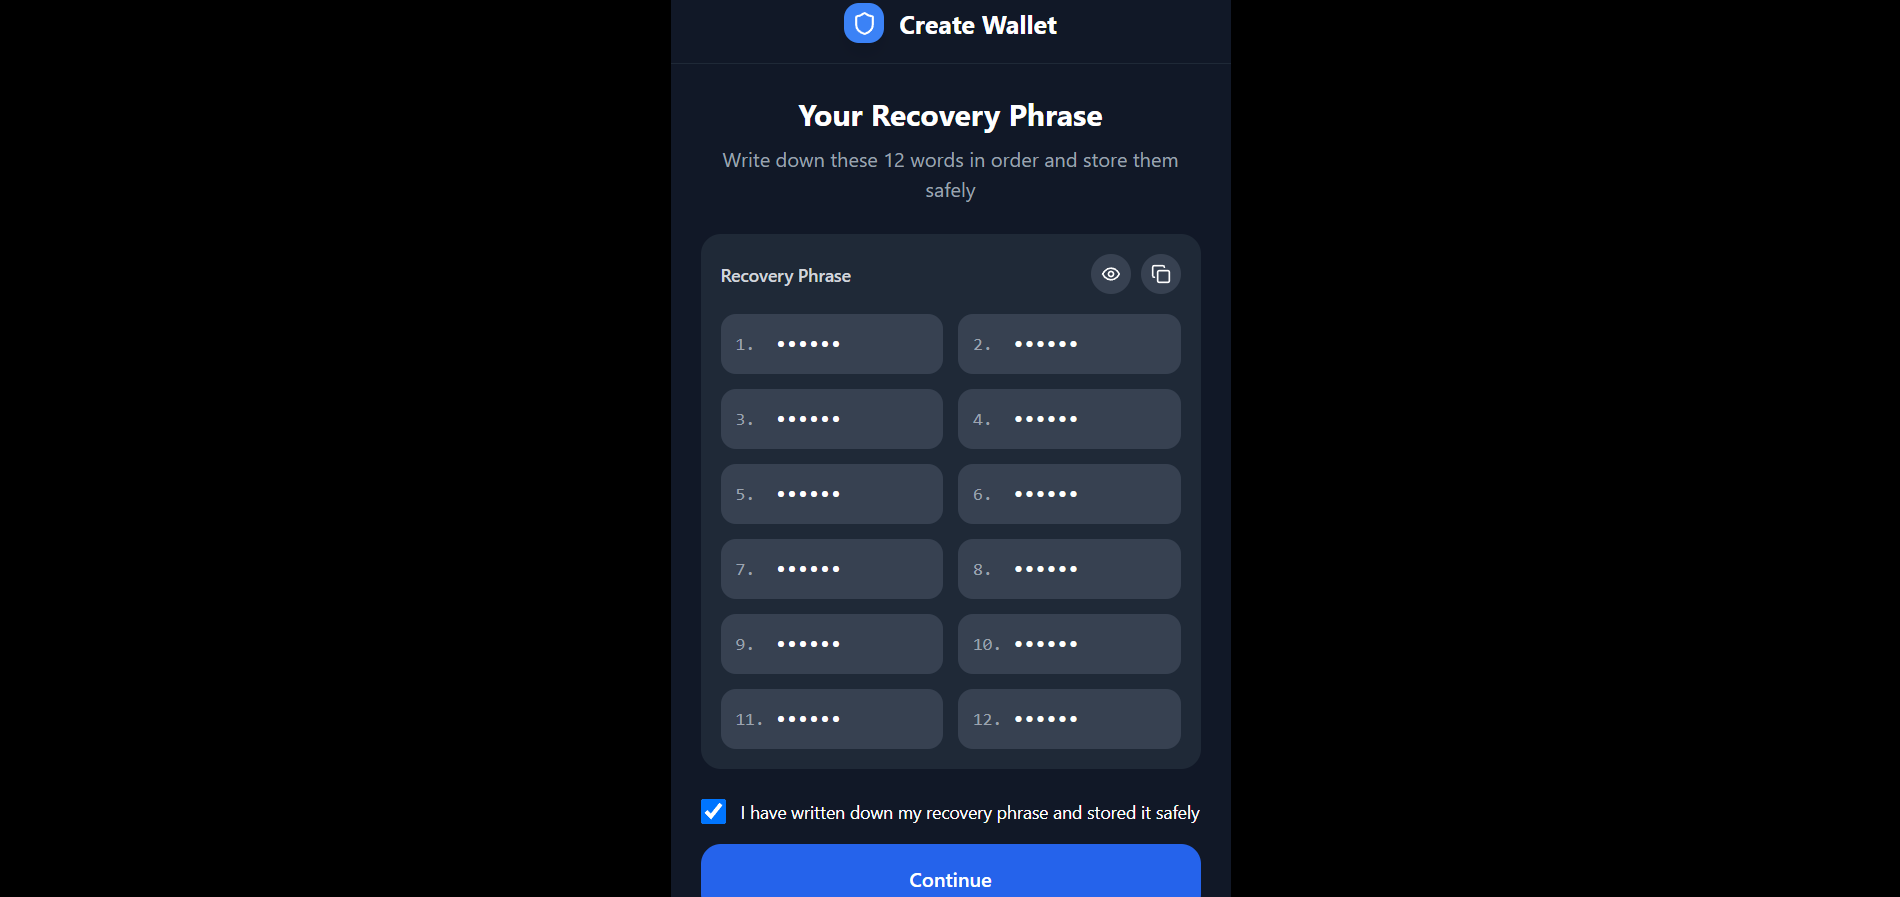 Create Wallet
Your Recovery Phrase
Write down these 12 words in order and store them
safely
Recovery Phrase
1. ••••••
2. ••••••
3. ••••••
4. ••••••
5. ••••••
6. ••••••
7. ••••••
8. ••••••
9. ••••••
10. ••••••
11. ••••••
12. ••••••
I have written down my recovery phrase and stored it safely
Continue